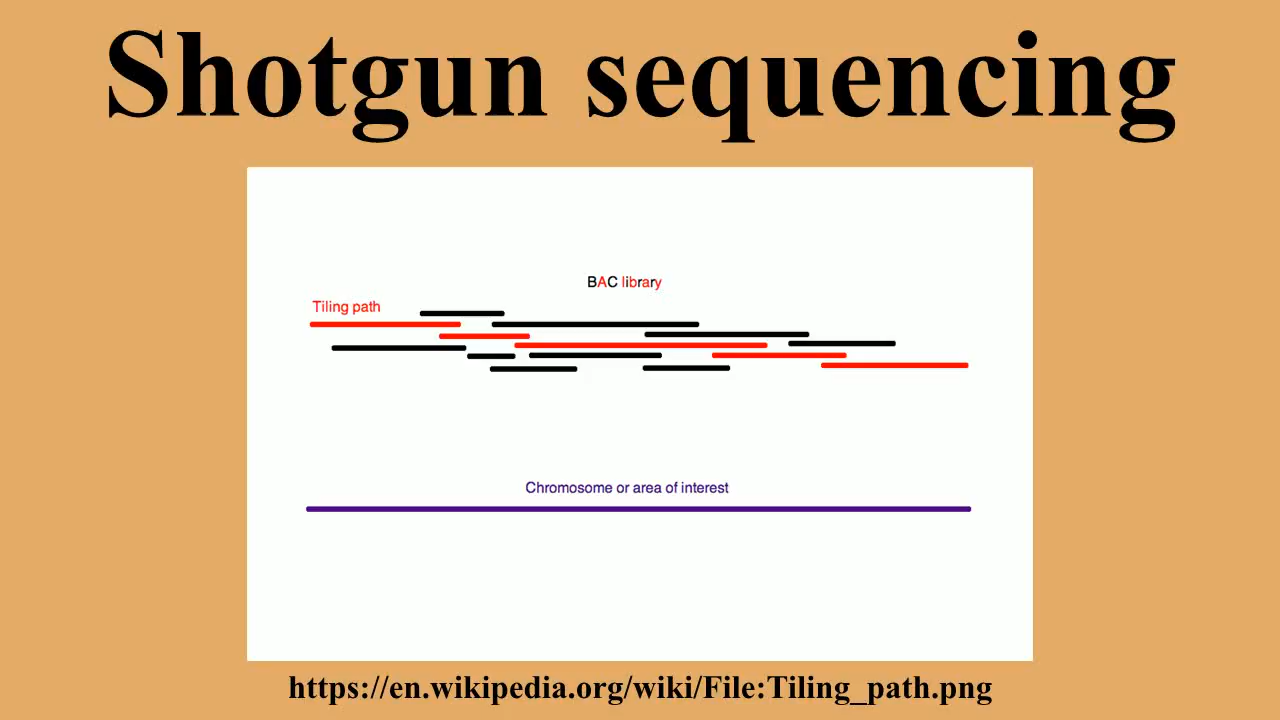 Shotgun sequencing
BAC library
Tiling path
Chromosome or area of interest
https://en.wikipedia.org/wiki/File:Tiling_path.png